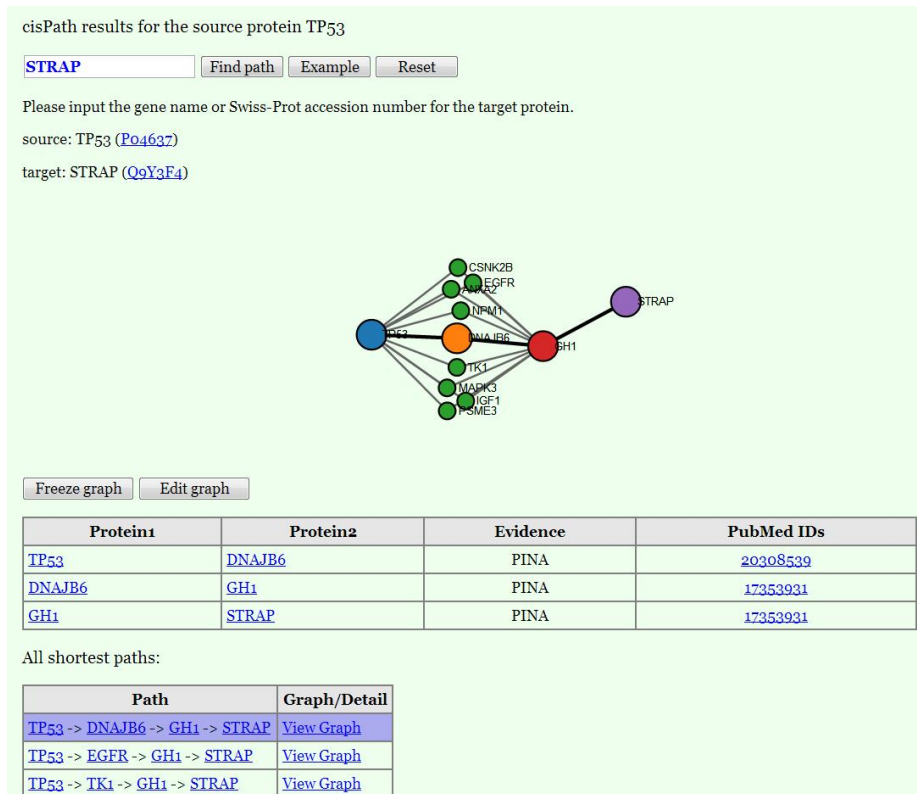 cisPath results for the source protein TP53
STRAP Find path Example Reset
Please input the gene name or Swiss-Prot accession number for the target protein.
source: TP53 (P04637)
target: STRAP (Q9Y3F4)
CSNK2B
EGFR
ANXA2
NPM1
STRAP
TP53
DNAJB6
GH1
TK1
MAPK3
IGF1
PSME3
Freeze graph Edit graph
Protein1 Protein2 Evidence PubMed IDs
TP53 DNAJB6 PINA 20308539
DNAJB6 GH1 PINA 17353931
GH1 STRAP PINA 17353931
All shortest paths:
Path Graph/Detail
TP53 -> DNAJB6 -> GH1 -> STRAP View Graph
TP53 -> EGFR -> GH1 -> STRAP View Graph
TP53 -> TK1 -> GH1 -> STRAP View Graph